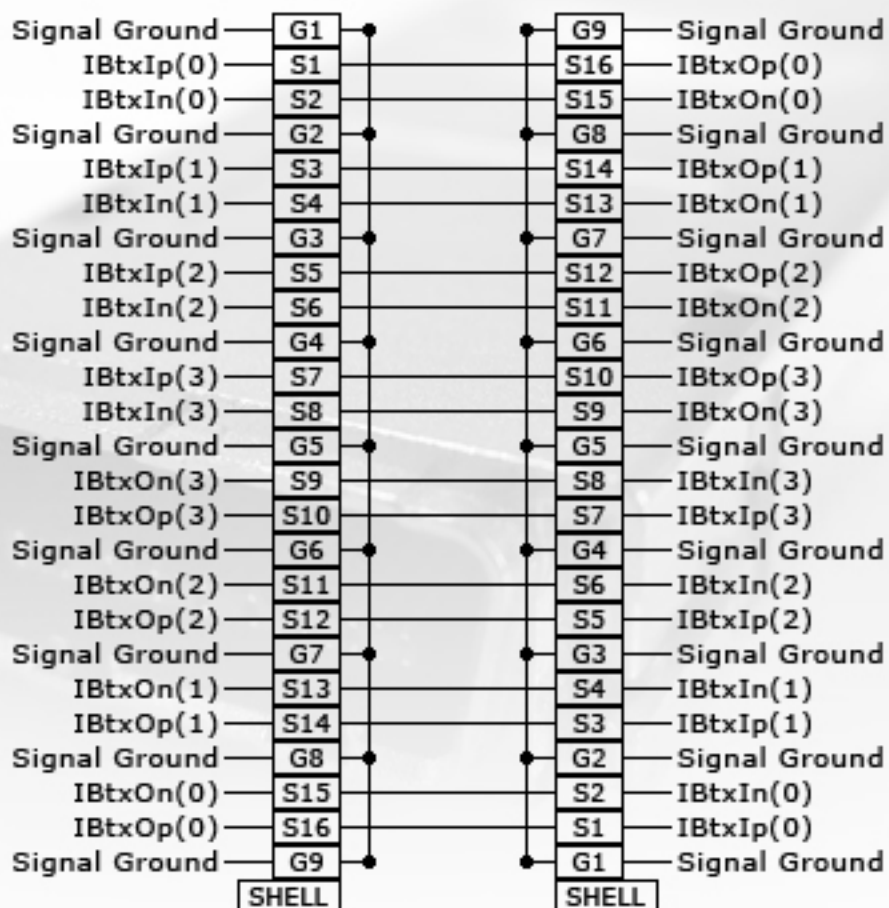 Signal Ground G1 G9 Signal Ground
IBtxIp(0) S1 S16 IBtxOp(0)
IBtxIn(0) S2 S15 IBtxOn(0)
Signal Ground G2 G8 Signal Ground
IBtxIp(1) S3 S14 IBtxOp(1)
IBtxIn(1) S4 S13 IBtxOn(1)
Signal Ground G3 G7 Signal Ground
IBtxIp(2) S5 S12 IBtxOp(2)
IBtxIn(2) S6 S11 IBtxOn(2)
Signal Ground G4 G6 Signal Ground
IBtxIp(3) S7 S10 IBtxOp(3)
IBtxIn(3) S8 S9 IBtxOn(3)
Signal Ground G5 G5 Signal Ground
IBtxOn(3) S9 S8 IBtxIn(3)
IBtxOp(3) S10 S7 IBtxIp(3)
Signal Ground G6 G4 Signal Ground
IBtxOn(2) S11 S6 IBtxIn(2)
IBtxOp(2) S12 S5 IBtxIp(2)
Signal Ground G7 G3 Signal Ground
IBtxOn(1) S13 S4 IBtxIn(1)
IBtxOp(1) S14 S3 IBtxIp(1)
Signal Ground G8 G2 Signal Ground
IBtxOn(0) S15 S2 IBtxIn(0)
IBtxOp(0) S16 S1 IBtxIp(0)
Signal Ground G9 G1 Signal Ground
SHELL SHELL